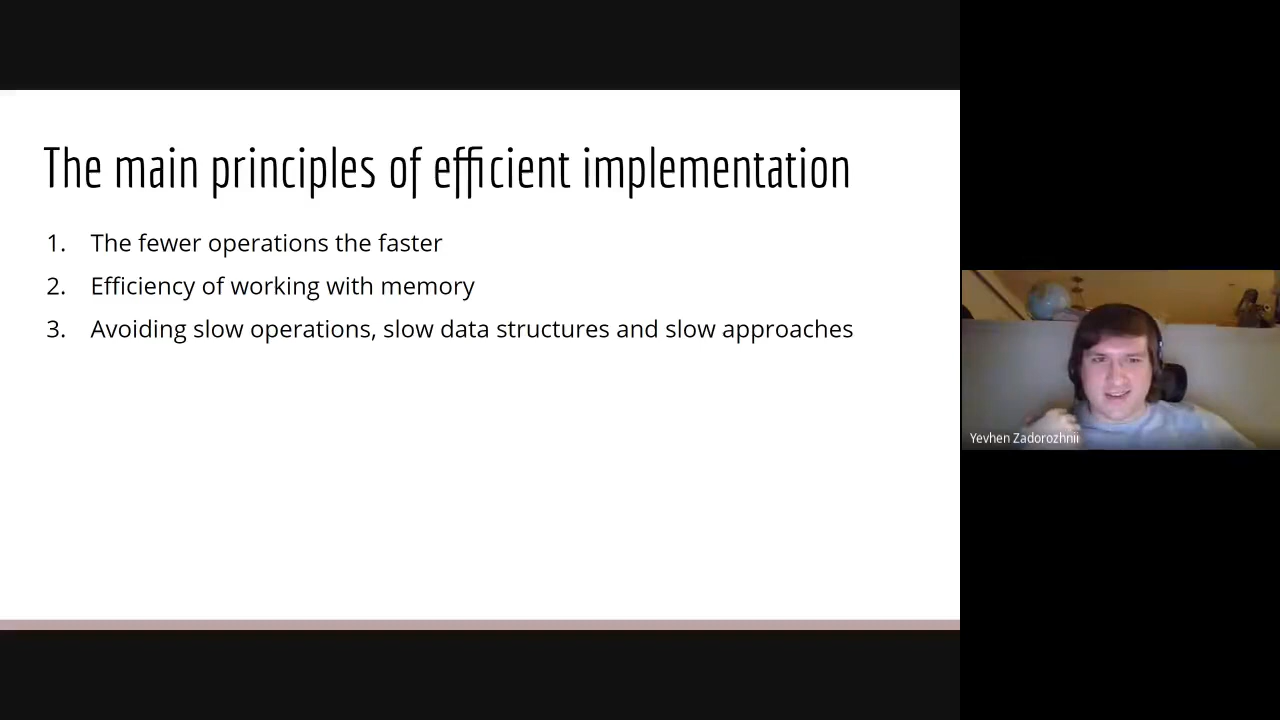 The main principles of efficient implementation
1. The fewer operations the faster
2. Efficiency of working with memory
3. Avoiding slow operations, slow data structures and slow approaches
Yevhen Zadorozhnii